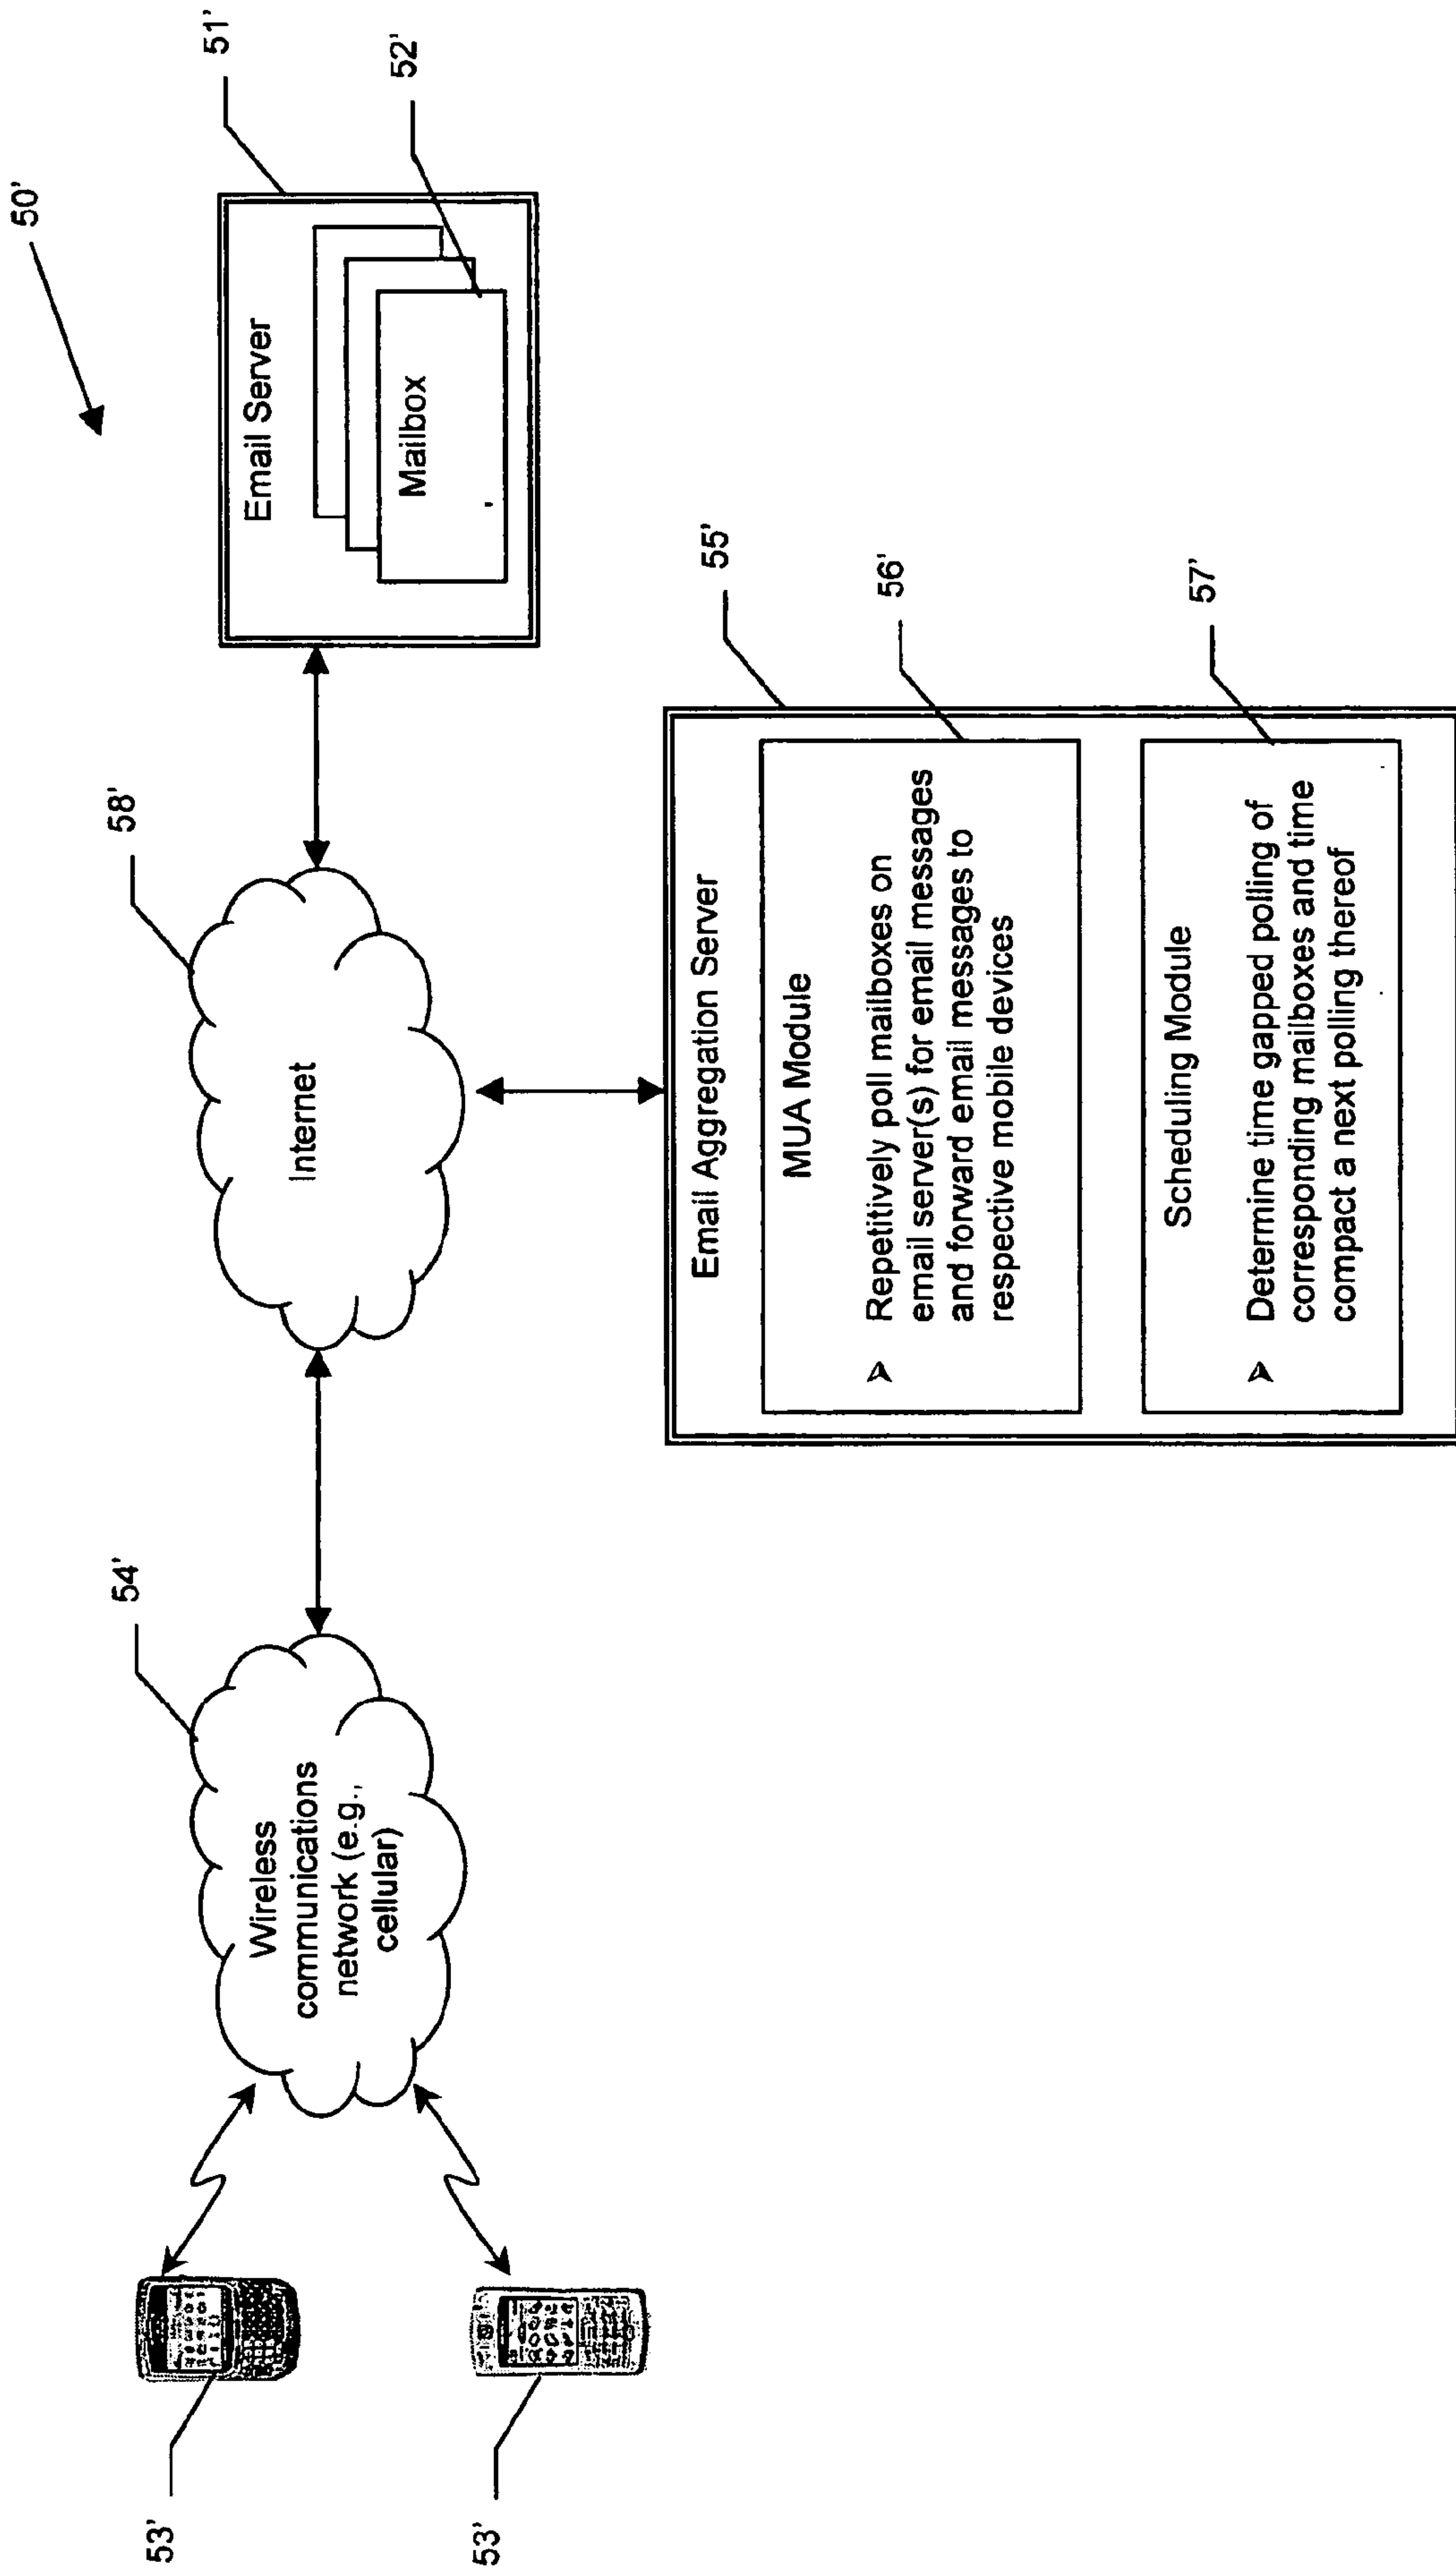 50'
51'
52'
Email Server
Mailbox
58'
Internet
54'
Wireless
communications
network (e.g.,
cellular)
53'
53'
55'
56'
57'
Email Aggregation Server
MUA Module
➢ Repetitively poll mailboxes on
email server(s) for email messages
and forward email messages to
respective mobile devices
Scheduling Module
➢ Determine time gapped polling of
corresponding mailboxes and time
compact a next polling thereof